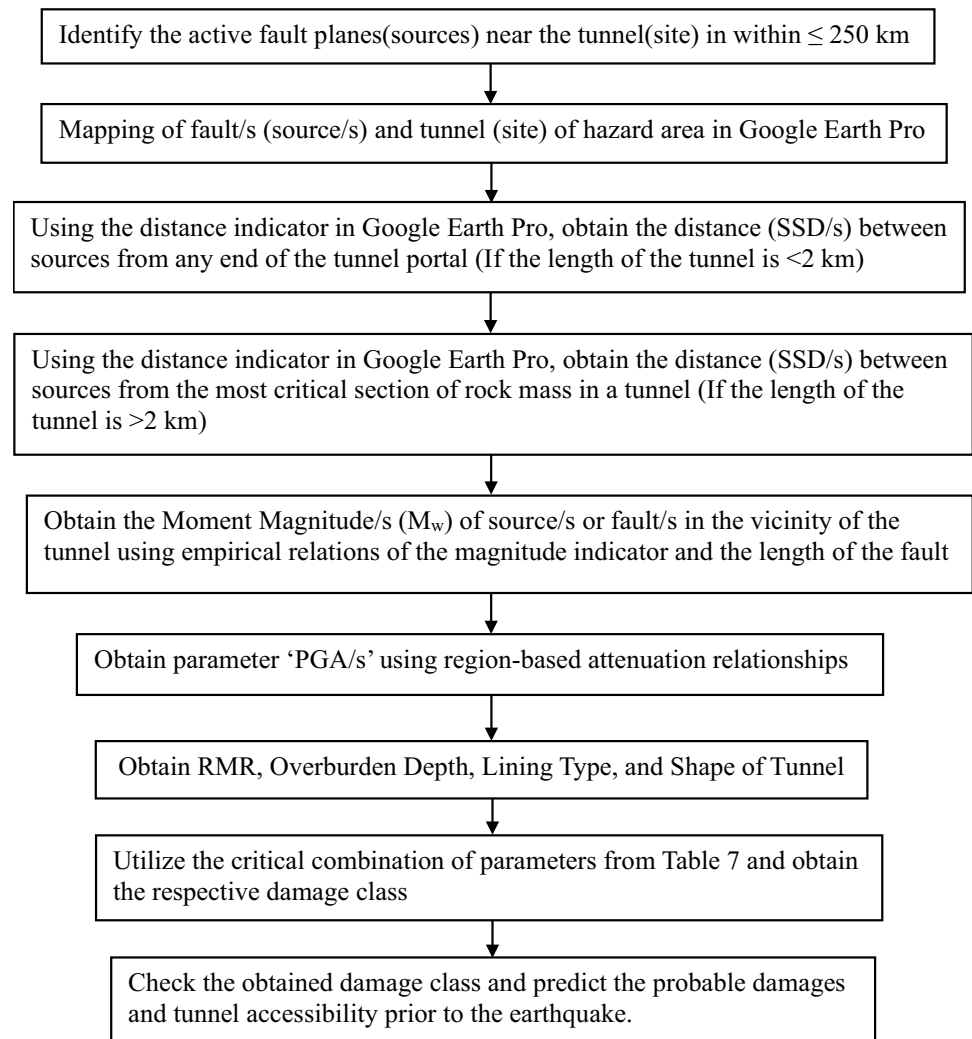 Identify the active fault planes(sources) near the tunnel(site) in within ≤ 250 km
Mapping of fault/s (source/s) and tunnel (site) of hazard area in Google Earth Pro
Using the distance indicator in Google Earth Pro, obtain the distance (SSD/s) between
sources from any end of the tunnel portal (If the length of the tunnel is <2 km)
Using the distance indicator in Google Earth Pro, obtain the distance (SSD/s) between
sources from the most critical section of rock mass in a tunnel (If the length of the
tunnel is >2 km)
Obtain the Moment Magnitude/s (Mw) of source/s or fault/s in the vicinity of the
tunnel using empirical relations of the magnitude indicator and the length of the fault
Obtain parameter ‘PGA/s’ using region-based attenuation relationships
Obtain RMR, Overburden Depth, Lining Type, and Shape of Tunnel
Utilize the critical combination of parameters from Table 7 and obtain
the respective damage class
Check the obtained damage class and predict the probable damages
and tunnel accessibility prior to the earthquake.